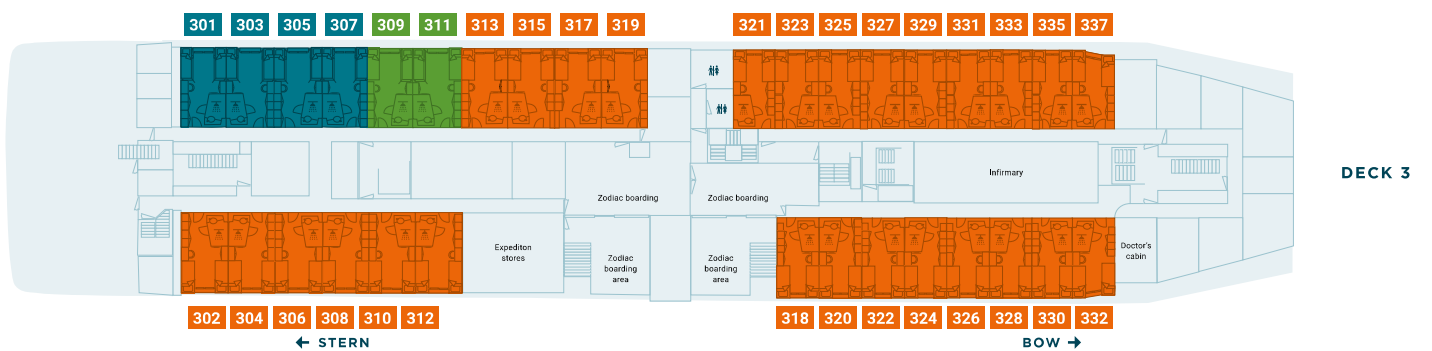 301 303 305 307 309 311 313 315 317 319 321 323 325 327 329 331 333 335 337
DECK 3
Infirmary
Zodiac boarding
Zodiac boarding
Expediton
stores
Zodiac
boarding
area
Zodiac
boarding
area
Doctor's
cabin
302 304 306 308 310 312 318 320 322 324 326 328 330 332
STERN
BOW